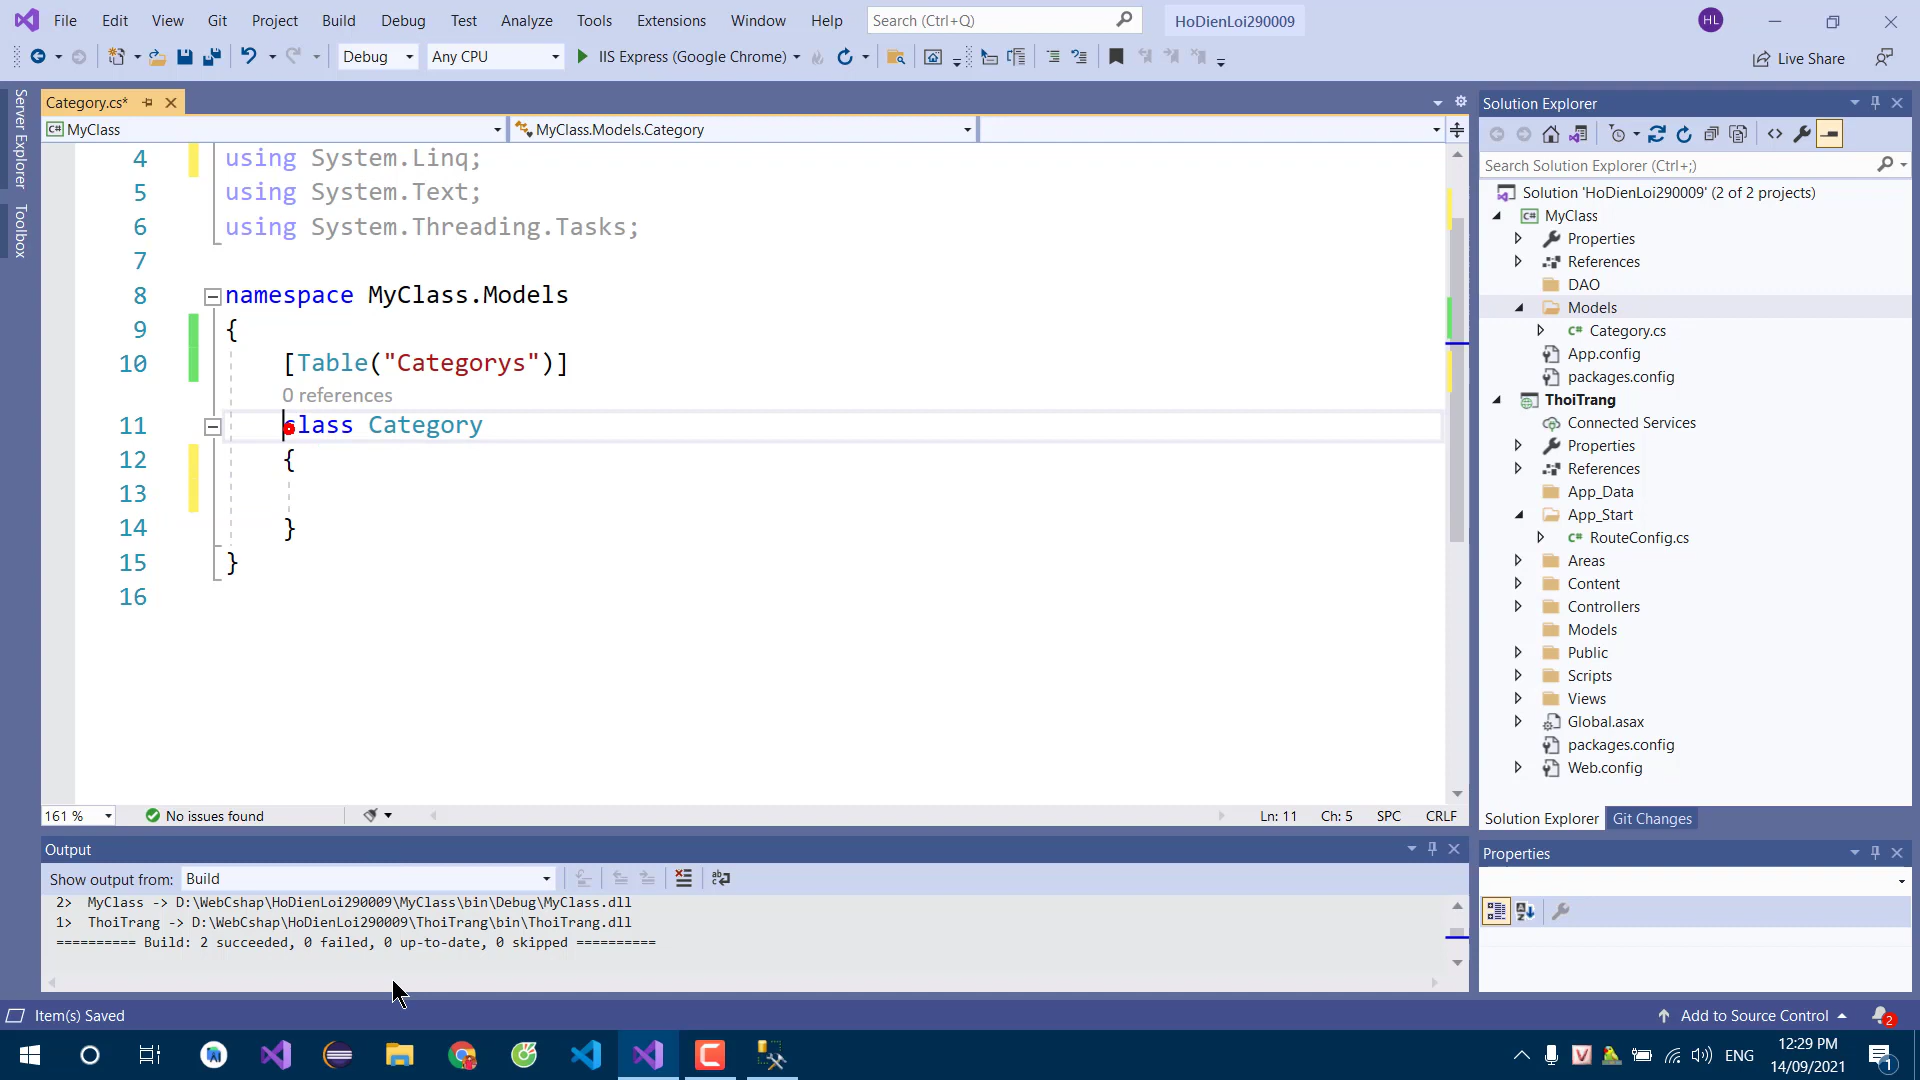 File Edit View Git Project Build Debug Test Analyze Tools Extensions Window Help Search (Ctrl+Q) HoDienLoi290009 HL
Debug Any CPU IIS Express (Google Chrome) Live Share
Server Explorer
Toolbox
Category.cs*
MyClass MyClass.Models.Category
4 using System.Linq;
5 using System.Text;
6 using System.Threading.Tasks;
7
8 namespace MyClass.Models
9 {
10 [Table("Categorys")]
0 references
11 class Category
12 {
13
14 }
15 }
16
161 % No issues found Ln: 11 Ch: 5 SPC CRLF
Output
Show output from: Build
2> MyClass -> D:\WebCshap\HoDienLoi290009\MyClass\bin\Debug\MyClass.dll
1> ThoiTrang -> D:\WebCshap\HoDienLoi290009\ThoiTrang\bin\ThoiTrang.dll
========== Build: 2 succeeded, 0 failed, 0 up-to-date, 0 skipped ==========
Solution Explorer
Search Solution Explorer (Ctrl+;)
Solution 'HoDienLoi290009' (2 of 2 projects)
MyClass
Properties
References
DAO
Models
Category.cs
App.config
packages.config
ThoiTrang
Connected Services
Properties
References
App_Data
App_Start
RouteConfig.cs
Areas
Content
Controllers
Models
Public
Scripts
Views
Global.asax
packages.config
Web.config
Solution Explorer Git Changes
Properties
Item(s) Saved Add to Source Control 2
ENG 12:29 PM
14/09/2021 1